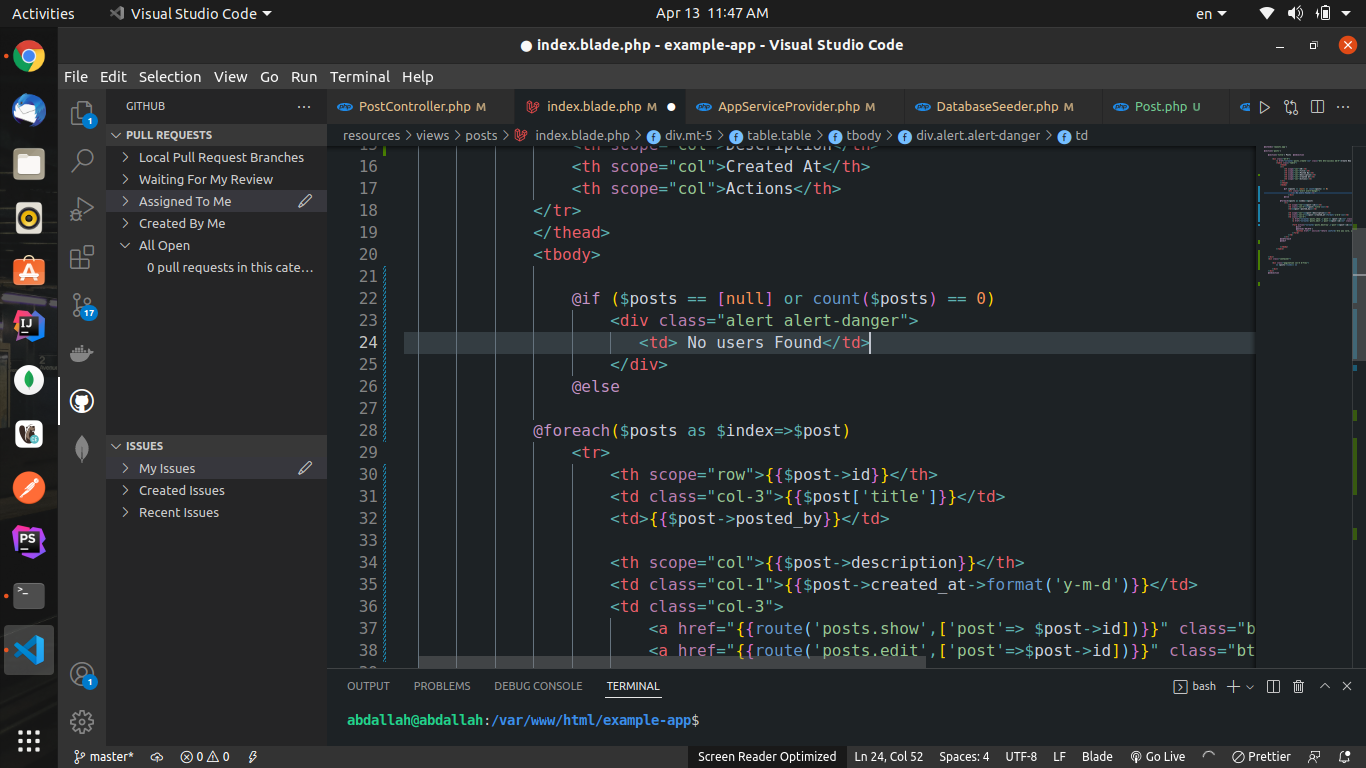 Activities
Visual Studio Code
Apr 13 11:47 AM
en
● index.blade.php - example-app - Visual Studio Code
File Edit Selection View Go Run Terminal Help
GITHUB
PULL REQUESTS
Local Pull Request Branches
Waiting For My Review
Assigned To Me
Created By Me
All Open
0 pull requests in this cate...
ISSUES
My Issues
Created Issues
Recent Issues
1
17
1
PostController.php M
index.blade.php M
AppServiceProvider.php M
DatabaseSeeder.php M
Post.php U
resources > views > posts > index.blade.php > div.mt-5 > table.table > tbody > div.alert.alert-danger > td
15 <th scope="col">Description</th>
16 <th scope="col">Created At</th>
17 <th scope="col">Actions</th>
18 </tr>
19 </thead>
20 <tbody>
21
22 @if ($posts == [null] or count($posts) == 0)
23 <div class="alert alert-danger">
24 <td> No users Found</td>
25 </div>
26 @else
27
28 @foreach($posts as $index=>$post)
29 <tr>
30 <th scope="row">{{$post->id}}</th>
31 <td class="col-3">{{$post['title']}}</td>
32 <td>{{$post->posted_by}}</td>
33
34 <th scope="col">{{$post->description}}</th>
35 <td class="col-1">{{$post->created_at->format('y-m-d')}}</td>
36 <td class="col-3">
37 <a href="{{route('posts.show',['post'=> $post->id])}}" class="b
38 <a href="{{route('posts.edit',['post'=>$post->id])}}" class="bt
OUTPUT PROBLEMS DEBUG CONSOLE TERMINAL
bash
abdallah@abdallah:/var/www/html/example-app$
master* 0 0 Screen Reader Optimized Ln 24, Col 52 Spaces: 4 UTF-8 LF Blade Go Live Prettier